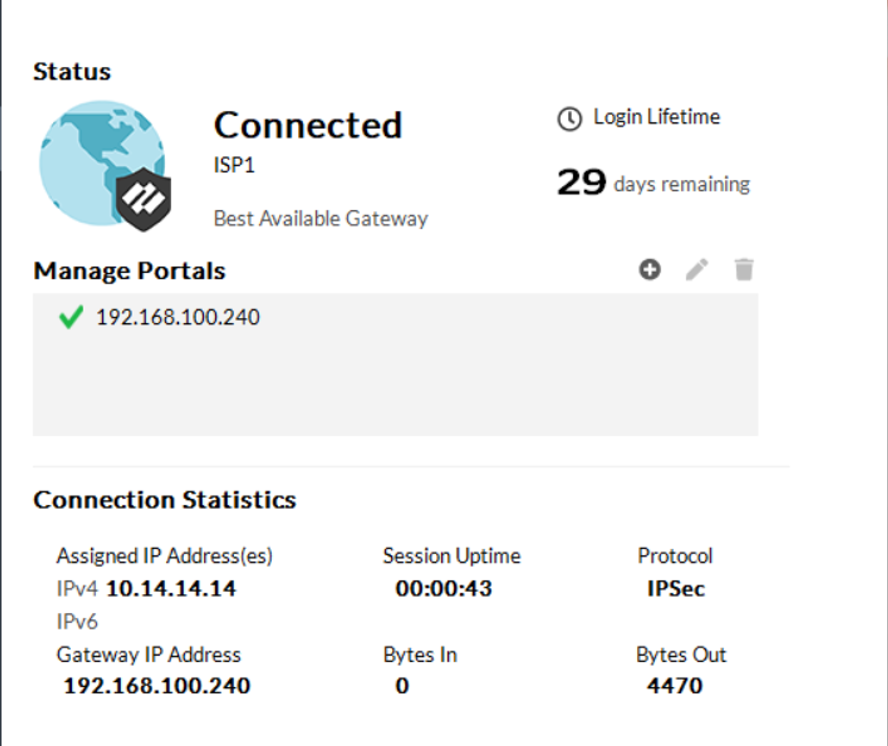 Status
Connected
ISP1
Best Available Gateway
Login Lifetime
29 days remaining
Manage Portals
192.168.100.240
Connection Statistics
Assigned IP Address(es)
IPv4 10.14.14.14
IPv6
Session Uptime
00:00:43
Protocol
IPSec
Gateway IP Address
192.168.100.240
Bytes In
0
Bytes Out
4470